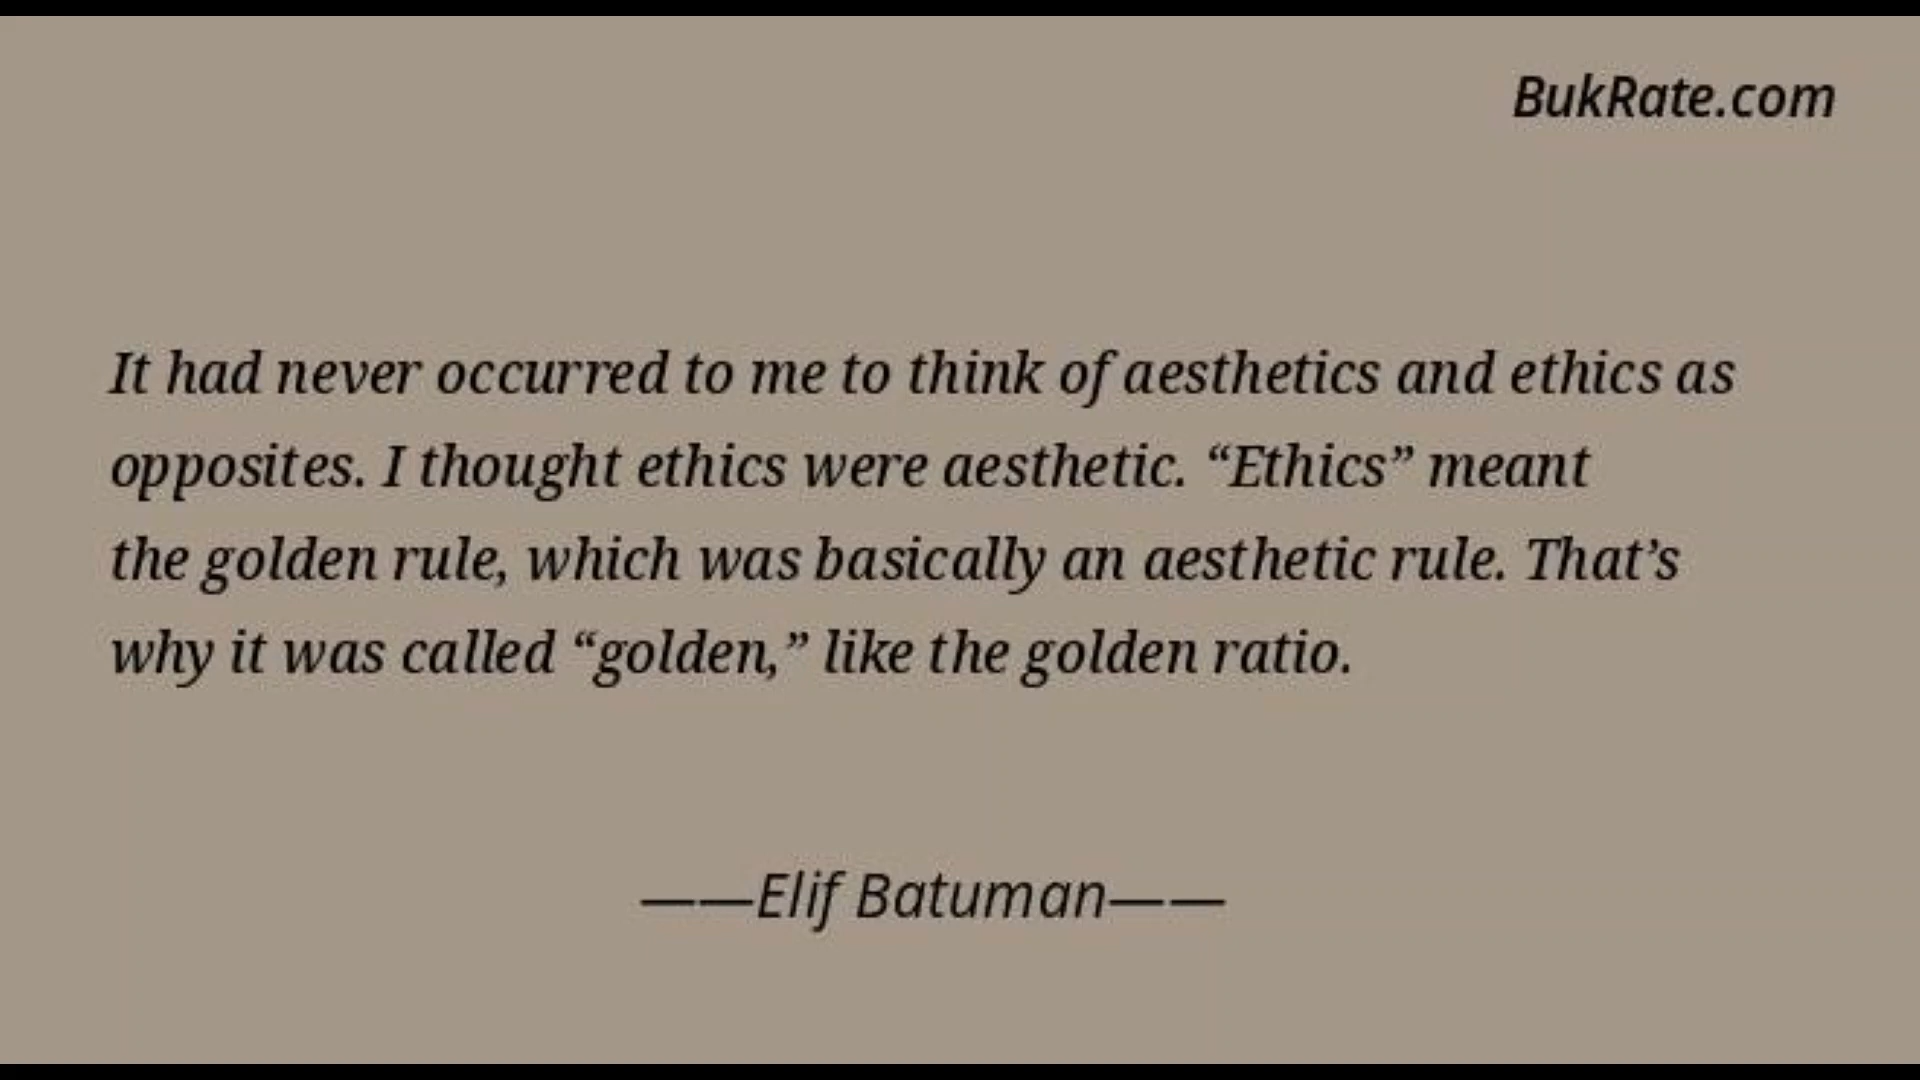 BukRate.com
It had never occurred to me to think of aesthetics and ethics as
opposites. I thought ethics were aesthetic. “Ethics” meant
the golden rule, which was basically an aesthetic rule. That’s
why it was called “golden,” like the golden ratio.
——Elif Batuman——